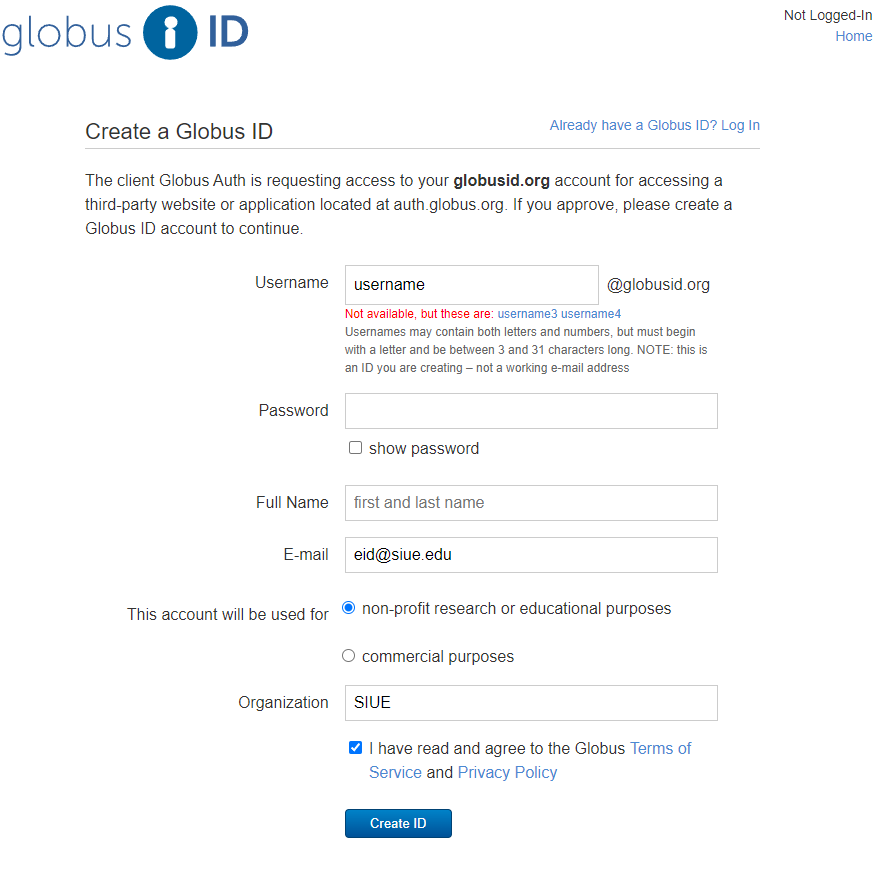 globus i ID
Not Logged-In
Home
Create a Globus ID
Already have a Globus ID? Log In
The client Globus Auth is requesting access to your globusid.org account for accessing a
third-party website or application located at auth.globus.org. If you approve, please create a
Globus ID account to continue.
Username username @globusid.org
Not available, but these are: username3 username4
Usernames may contain both letters and numbers, but must begin
with a letter and be between 3 and 31 characters long. NOTE: this is
an ID you are creating – not a working e-mail address
Password
show password
Full Name first and last name
E-mail eid@siue.edu
This account will be used for non-profit research or educational purposes
commercial purposes
Organization SIUE
I have read and agree to the Globus Terms of
Service and Privacy Policy
Create ID